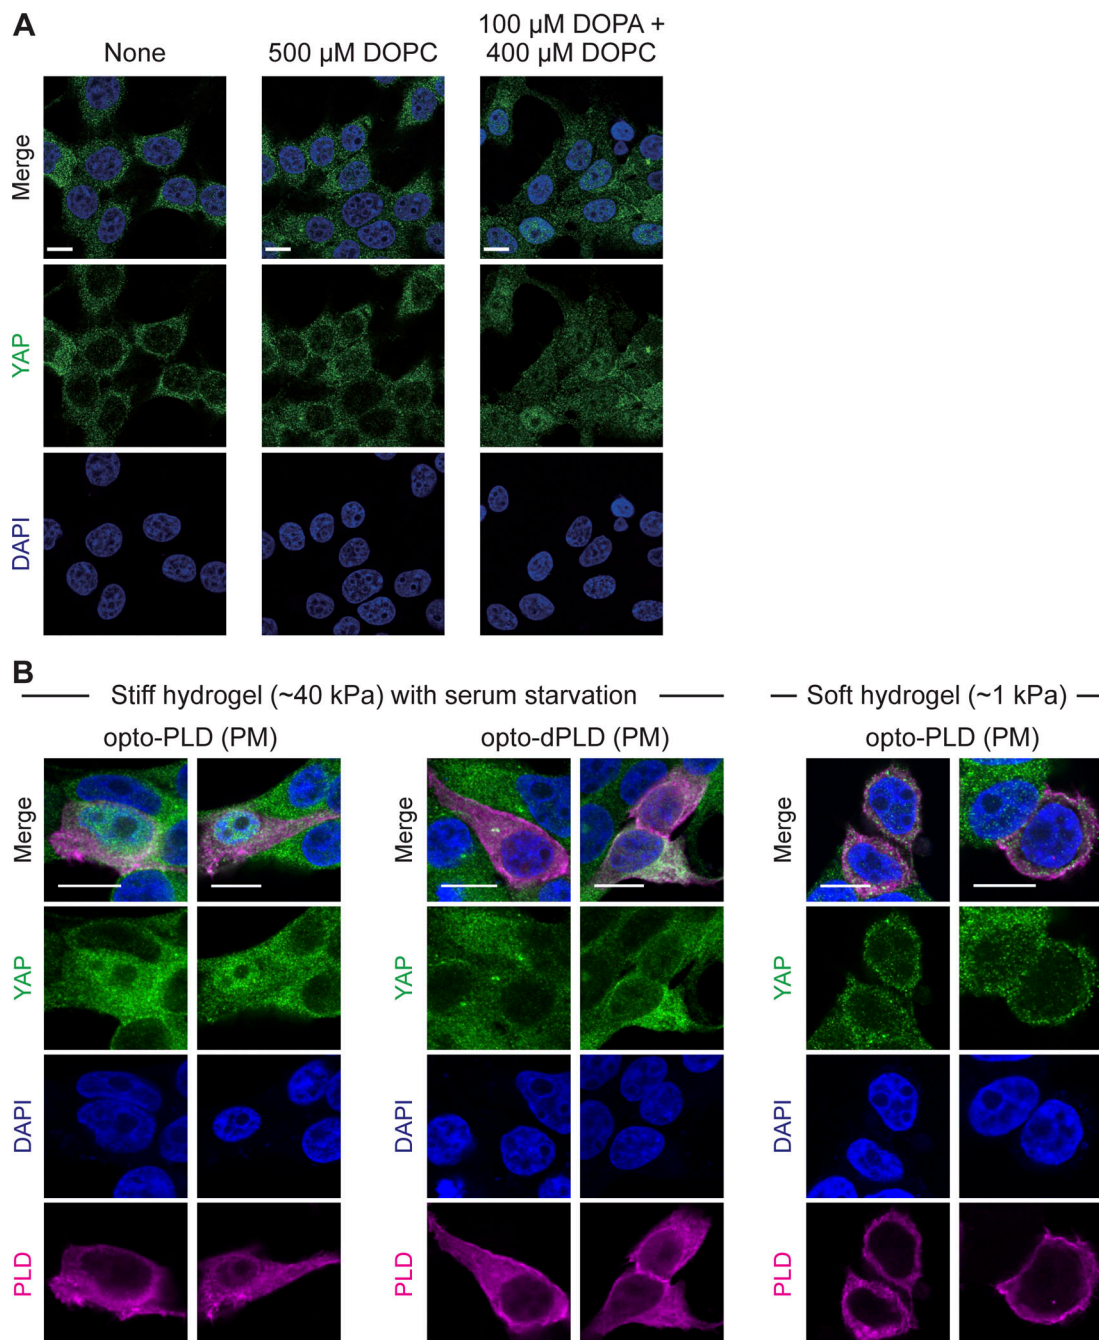 A
None
500 µM DOPC
100 µM DOPA +
400 µM DOPC
Merge
YAP
DAPI
B
Stiff hydrogel (~40 kPa) with serum starvation
Soft hydrogel (~1 kPa)
opto-PLD (PM)
opto-dPLD (PM)
opto-PLD (PM)
Merge
Merge
Merge
YAP
YAP
YAP
DAPI
DAPI
DAPI
PLD
PLD
PLD